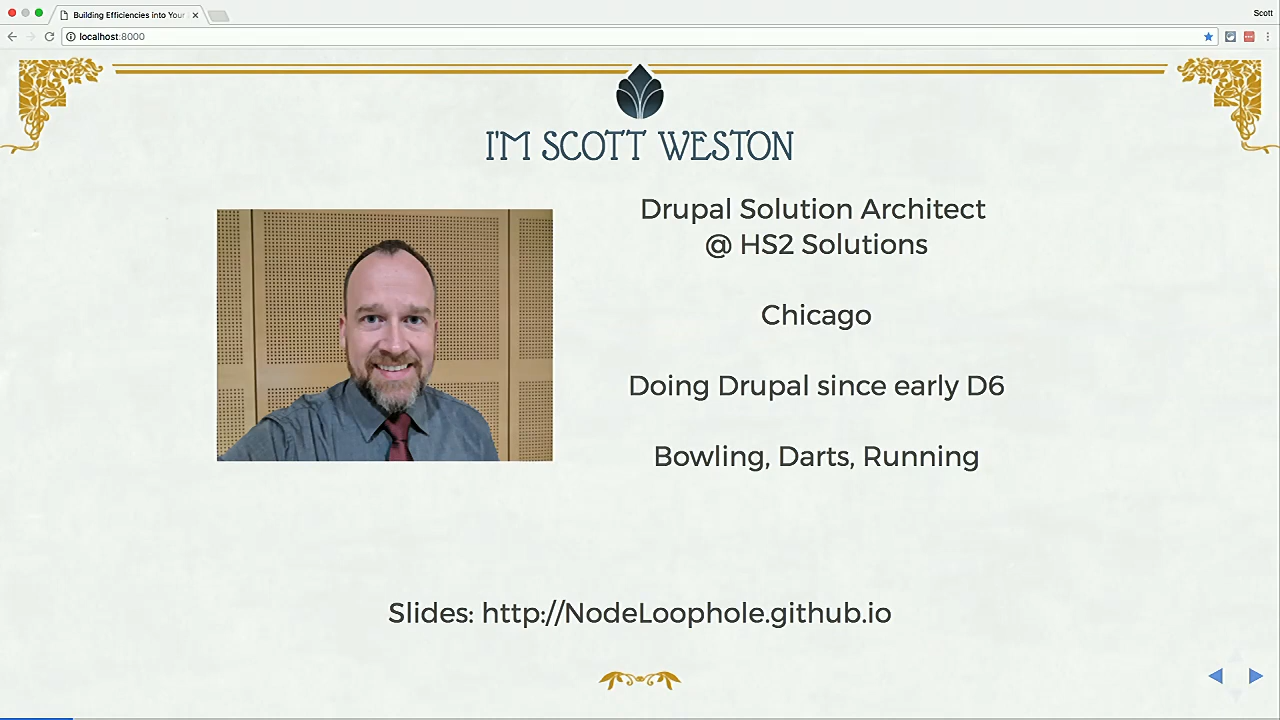 Building Efficiencies into Your
Scott
localhost:8000
I'M SCOTT WESTON
Drupal Solution Architect
@ HS2 Solutions
Chicago
Doing Drupal since early D6
Bowling, Darts, Running
Slides: http://NodeLoophole.github.io